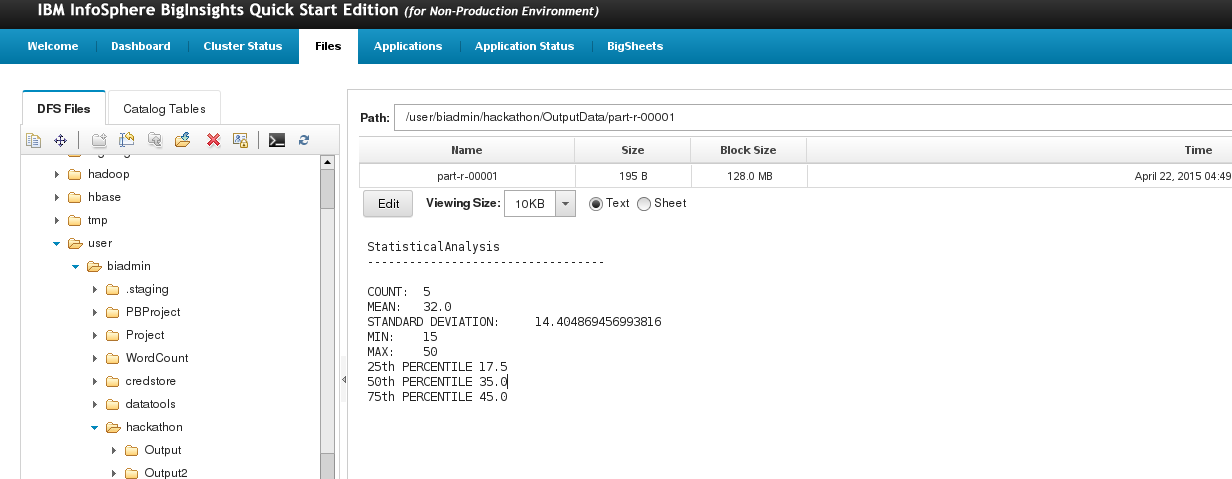 IBM InfoSphere BigInsights Quick Start Edition (for Non-Production Environment)
Welcome Dashboard Cluster Status Files Applications Application Status BigSheets
DFS Files Catalog Tables
hadoop
hbase
tmp
user
biadmin
.staging
PBProject
Project
WordCount
credstore
datatools
hackathon
Output
Output2
Path: /user/biadmin/hackathon/OutputData/part-r-00001
Name Size Block Size Time
part-r-00001 195 B 128.0 MB April 22, 2015 04:49
Edit Viewing Size: 10KB Text Sheet
StatisticalAnalysis
----------------------------------
COUNT: 5
MEAN: 32.0
STANDARD DEVIATION: 14.404869456993816
MIN: 15
MAX: 50
25th PERCENTILE 17.5
50th PERCENTILE 35.0
75th PERCENTILE 45.0